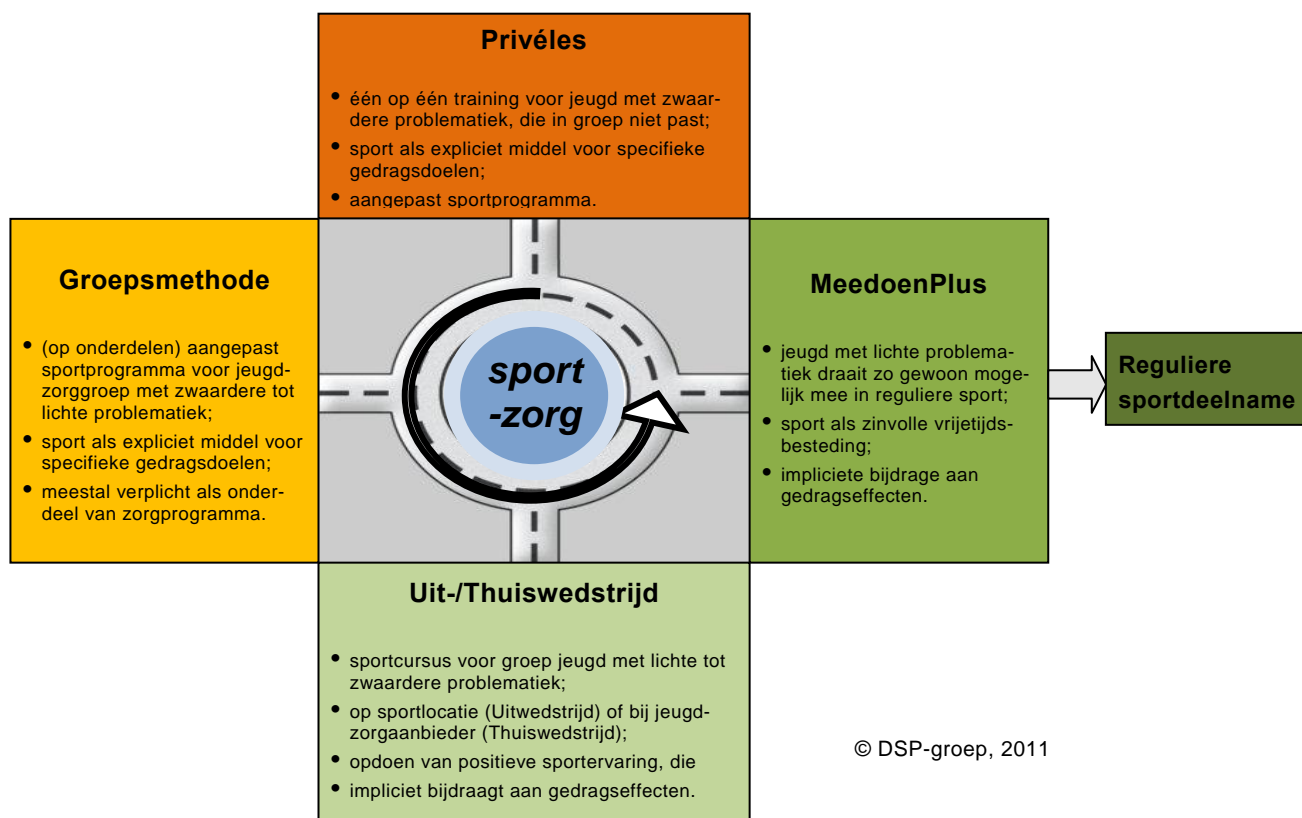 Privéles
• één op één training voor jeugd met zwaar-
dere problematiek, die in groep niet past;
• sport als expliciet middel voor specifieke
gedragsdoelen;
• aangepast sportprogramma.
Groepsmethode
• (op onderdelen) aangepast
sportprogramma voor jeugd-
zorggroep met zwaardere tot
lichte problematiek;
• sport als expliciet middel voor
specifieke gedragsdoelen;
• meestal verplicht als onder-
deel van zorgprogramma.
sport
-zorg
MeedoenPlus
• jeugd met lichte problema-
tiek draait zo gewoon moge-
lijk mee in reguliere sport;
• sport als zinvolle vrijetijds-
besteding;
• impliciete bijdrage aan
gedragseffecten.
Reguliere
sportdeelname
Uit-/Thuiswedstrijd
• sportcursus voor groep jeugd met lichte tot
zwaardere problematiek;
• op sportlocatie (Uitwedstrijd) of bij jeugd-
zorgaanbieder (Thuiswedstrijd);
• opdoen van positieve sportervaring, die
• impliciet bijdraagt aan gedragseffecten.
© DSP-groep, 2011